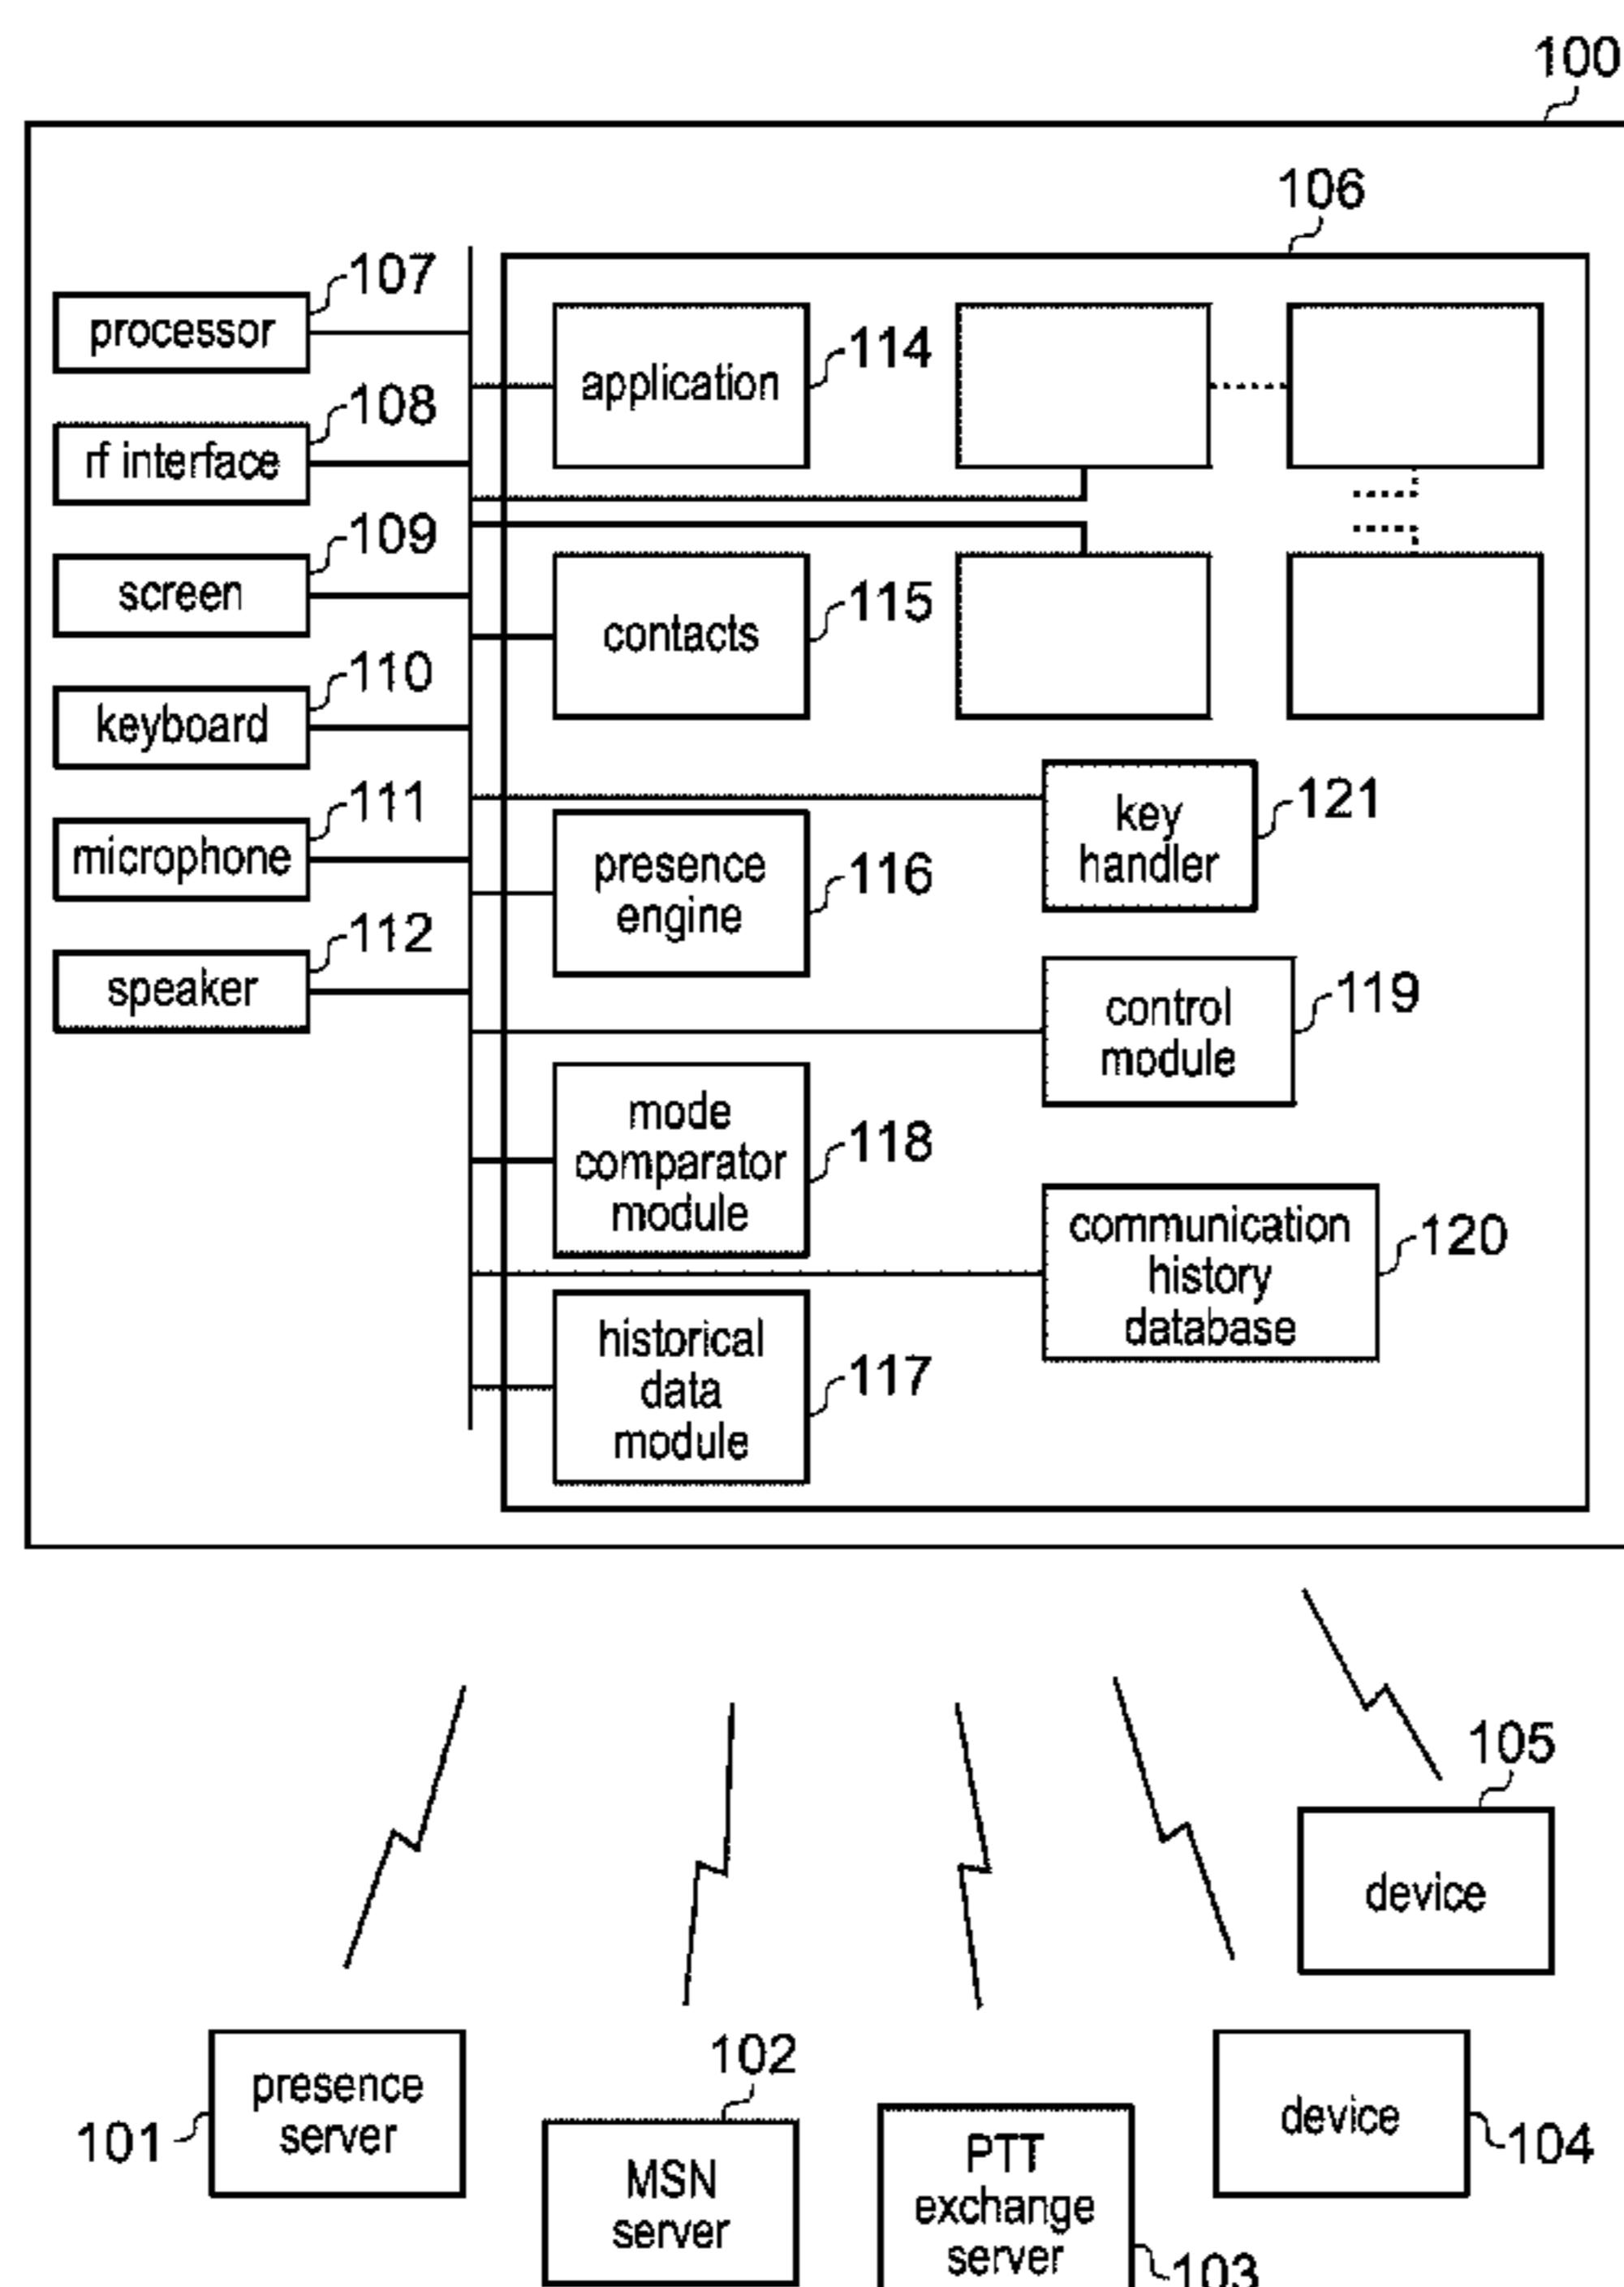 100
106
107
processor
108
rf interface
109
screen
110
keyboard
111
microphone
112
speaker
application
114
contacts
115
key
handler
121
presence
engine
116
control
module
119
mode
comparator
module
118
communication
history
database
120
historical
data
module
117
105
device
presence
server
101
102
MSN
server
PTT
exchange
server
103
device
104